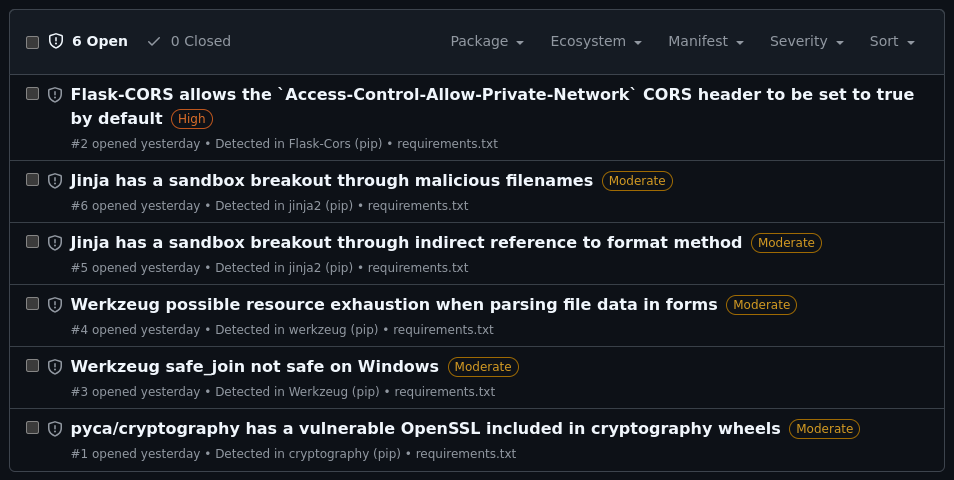 6 Open 0 Closed Package Ecosystem Manifest Severity Sort
Flask-CORS allows the `Access-Control-Allow-Private-Network` CORS header to be set to true
by default High
#2 opened yesterday • Detected in Flask-Cors (pip) • requirements.txt
Jinja has a sandbox breakout through malicious filenames Moderate
#6 opened yesterday • Detected in jinja2 (pip) • requirements.txt
Jinja has a sandbox breakout through indirect reference to format method Moderate
#5 opened yesterday • Detected in jinja2 (pip) • requirements.txt
Werkzeug possible resource exhaustion when parsing file data in forms Moderate
#4 opened yesterday • Detected in werkzeug (pip) • requirements.txt
Werkzeug safe_join not safe on Windows Moderate
#3 opened yesterday • Detected in Werkzeug (pip) • requirements.txt
pyca/cryptography has a vulnerable OpenSSL included in cryptography wheels Moderate
#1 opened yesterday • Detected in cryptography (pip) • requirements.txt